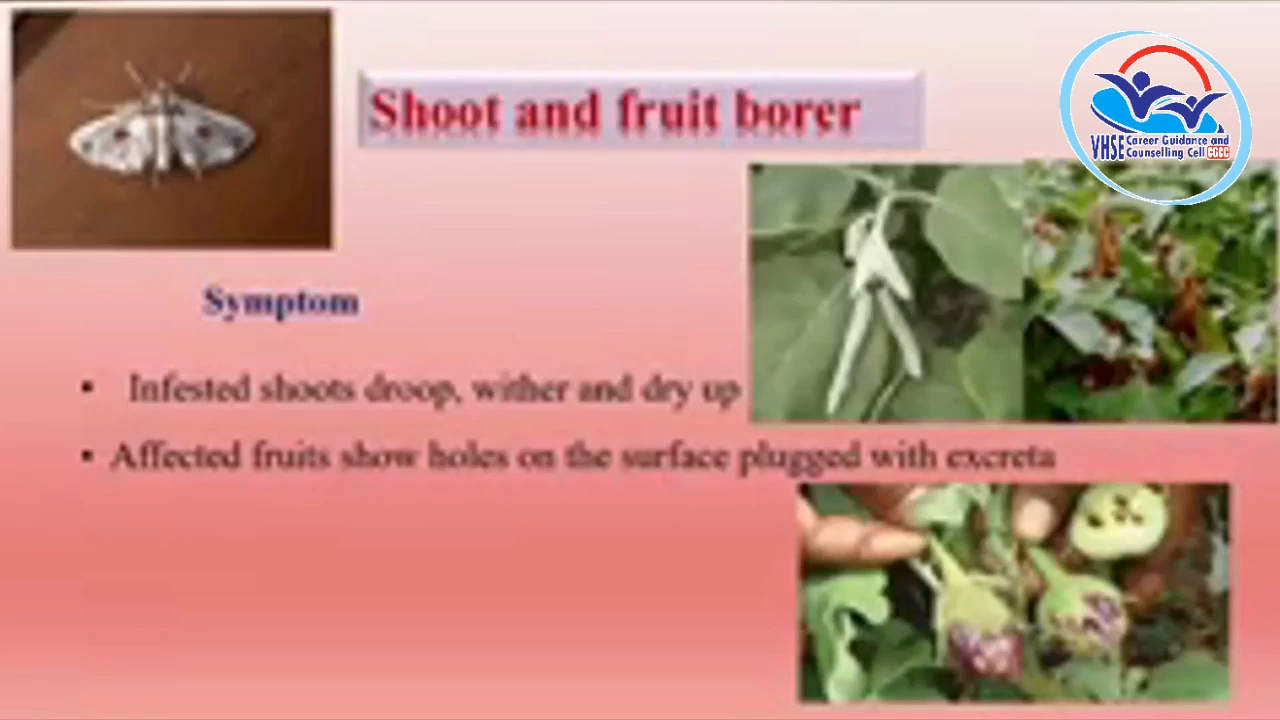 Shoot and fruit borer
VHSE Career Guidance and
Counselling Cell CGCC
Symptom
▪ Infested shoots droop, wither and dry up
▪ Affected fruits show holes on the surface plugged with excreta